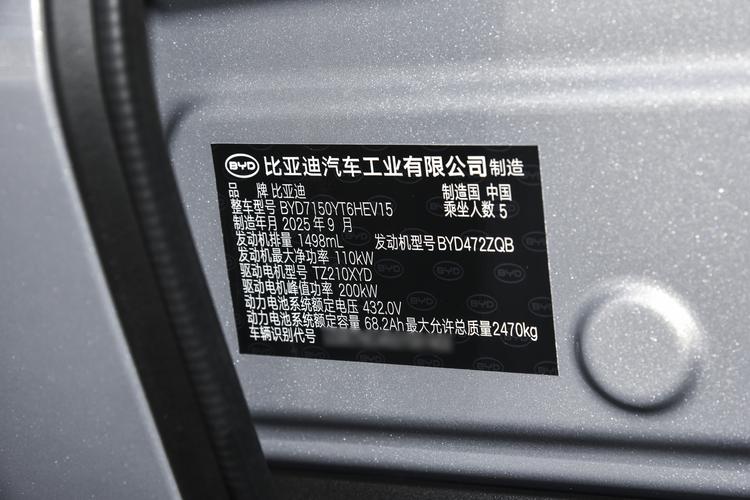 BYD 比亚迪汽车工业有限公司制造
品 牌 比亚迪 制造国 中国
整车型号 BYD7150YT6HEV15 乘坐人数 5
制造年月 2025 年 9 月
发动机排量 1498mL 发动机型号 BYD472ZQB
发动机最大净功率 110kW
驱动电机型号 TZ210XYD
驱动电机峰值功率 200kW
动力电池系统额定电压 432.0V
动力电池系统额定容量 68.2Ah 最大允许总质量2470kg
车辆识别代号